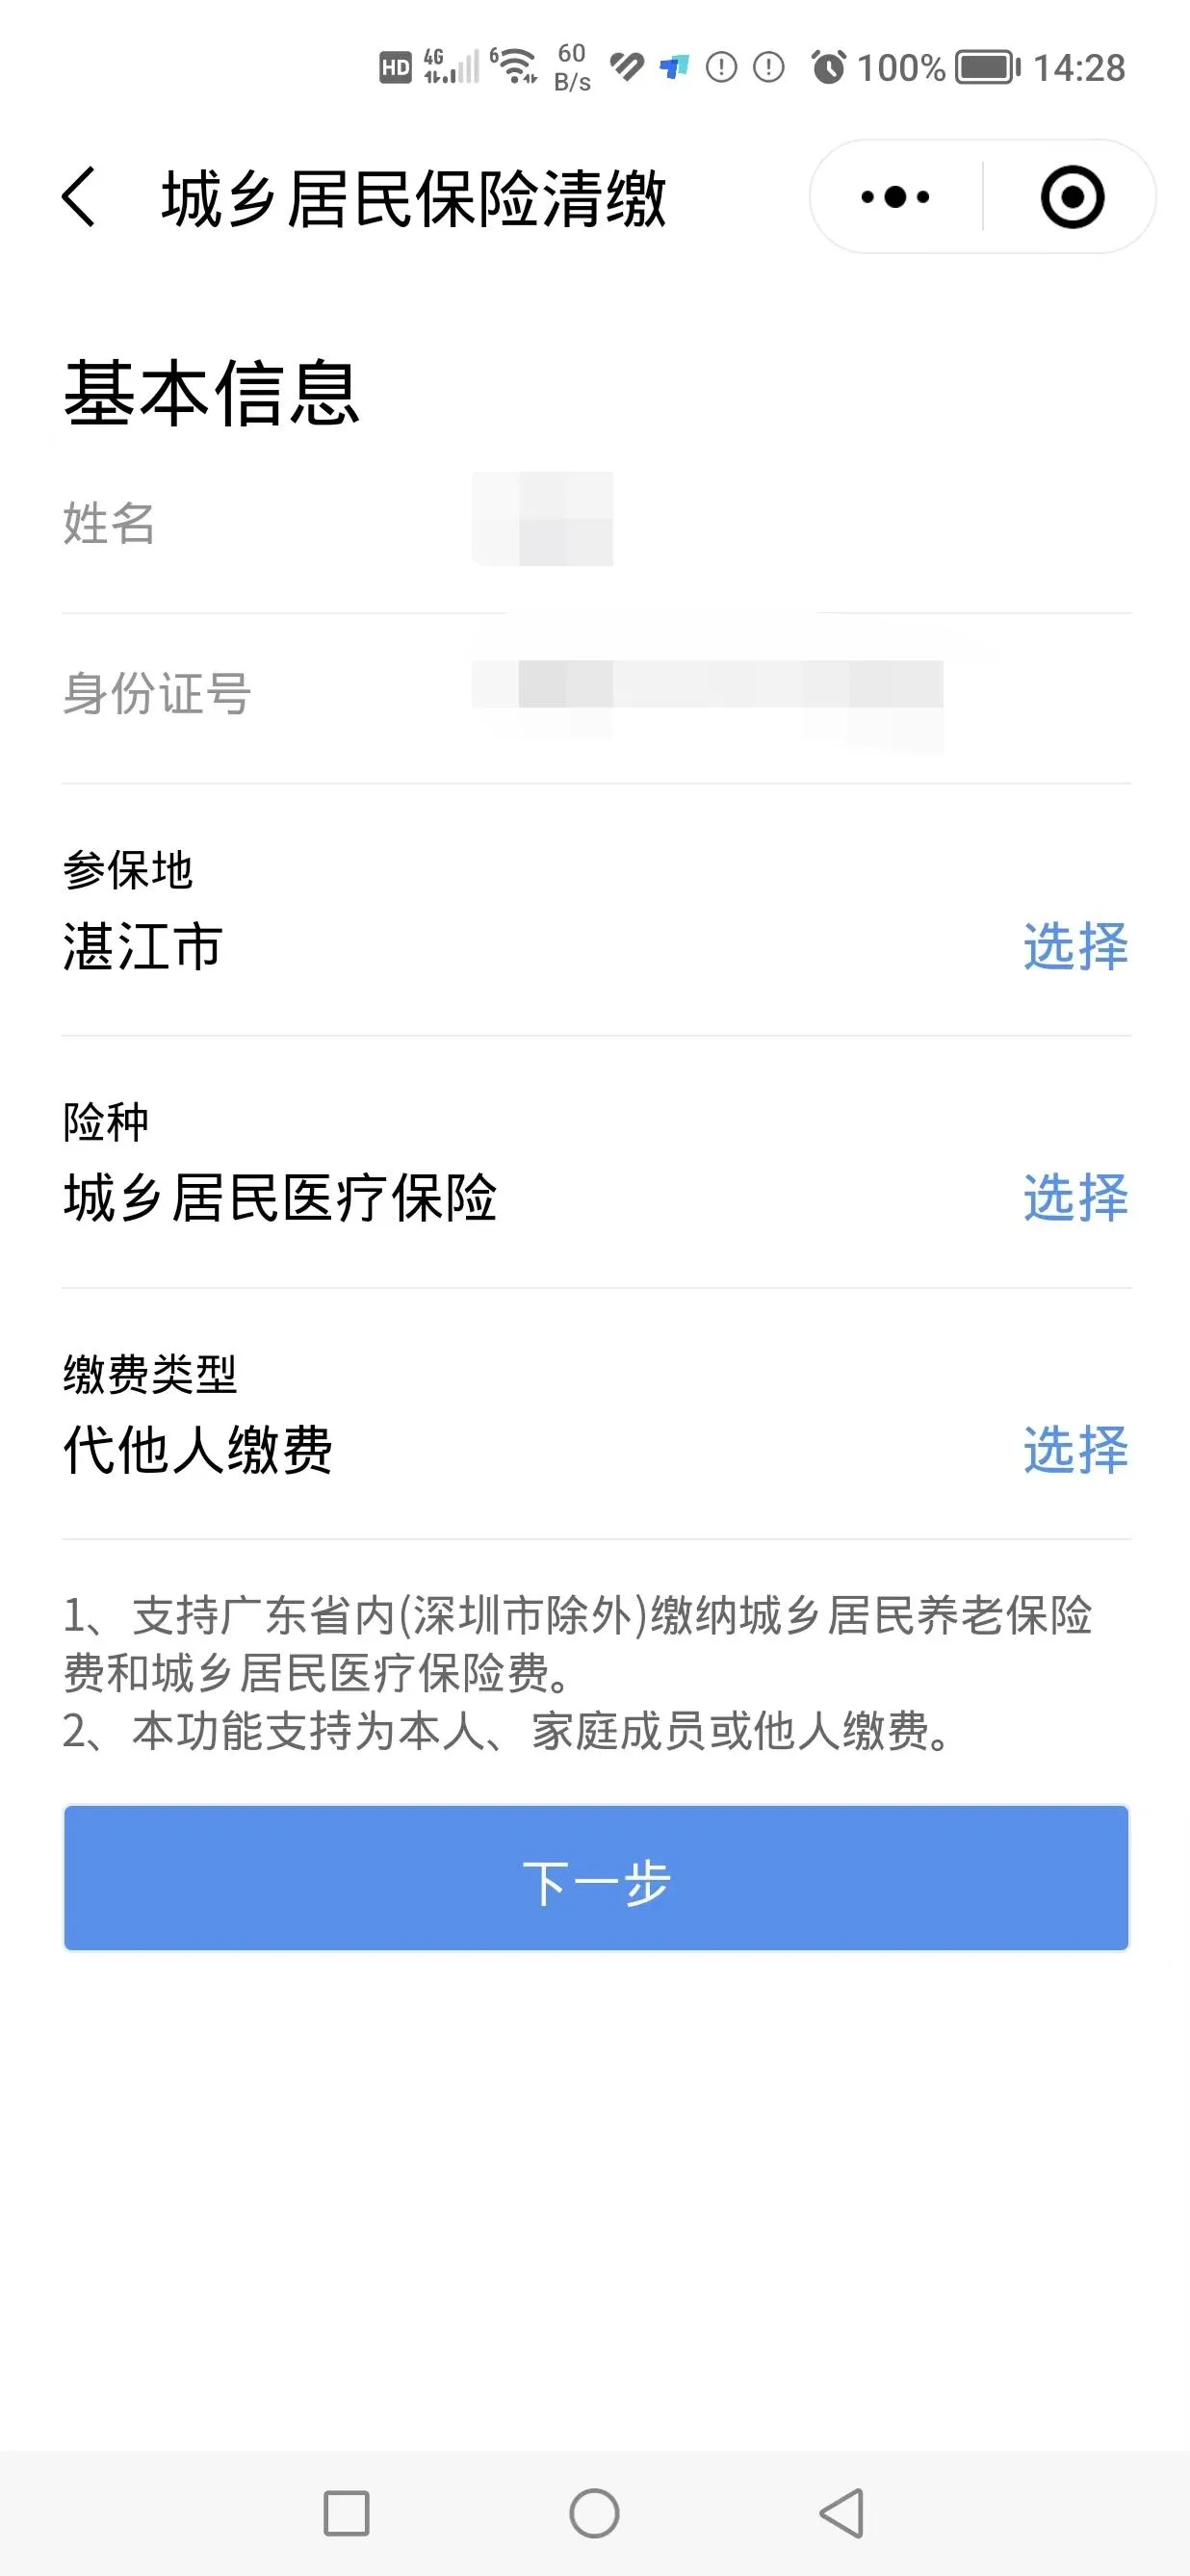 HD 4G 6 60 B/s 100% 14:28
城乡居民保险清缴
基本信息
姓名
身份证号
参保地
湛江市 选择
险种
城乡居民医疗保险 选择
缴费类型
代他人缴费 选择
1、支持广东省内(深圳市除外)缴纳城乡居民养老保险
费和城乡居民医疗保险费。
2、本功能支持为本人、家庭成员或他人缴费。
下一步